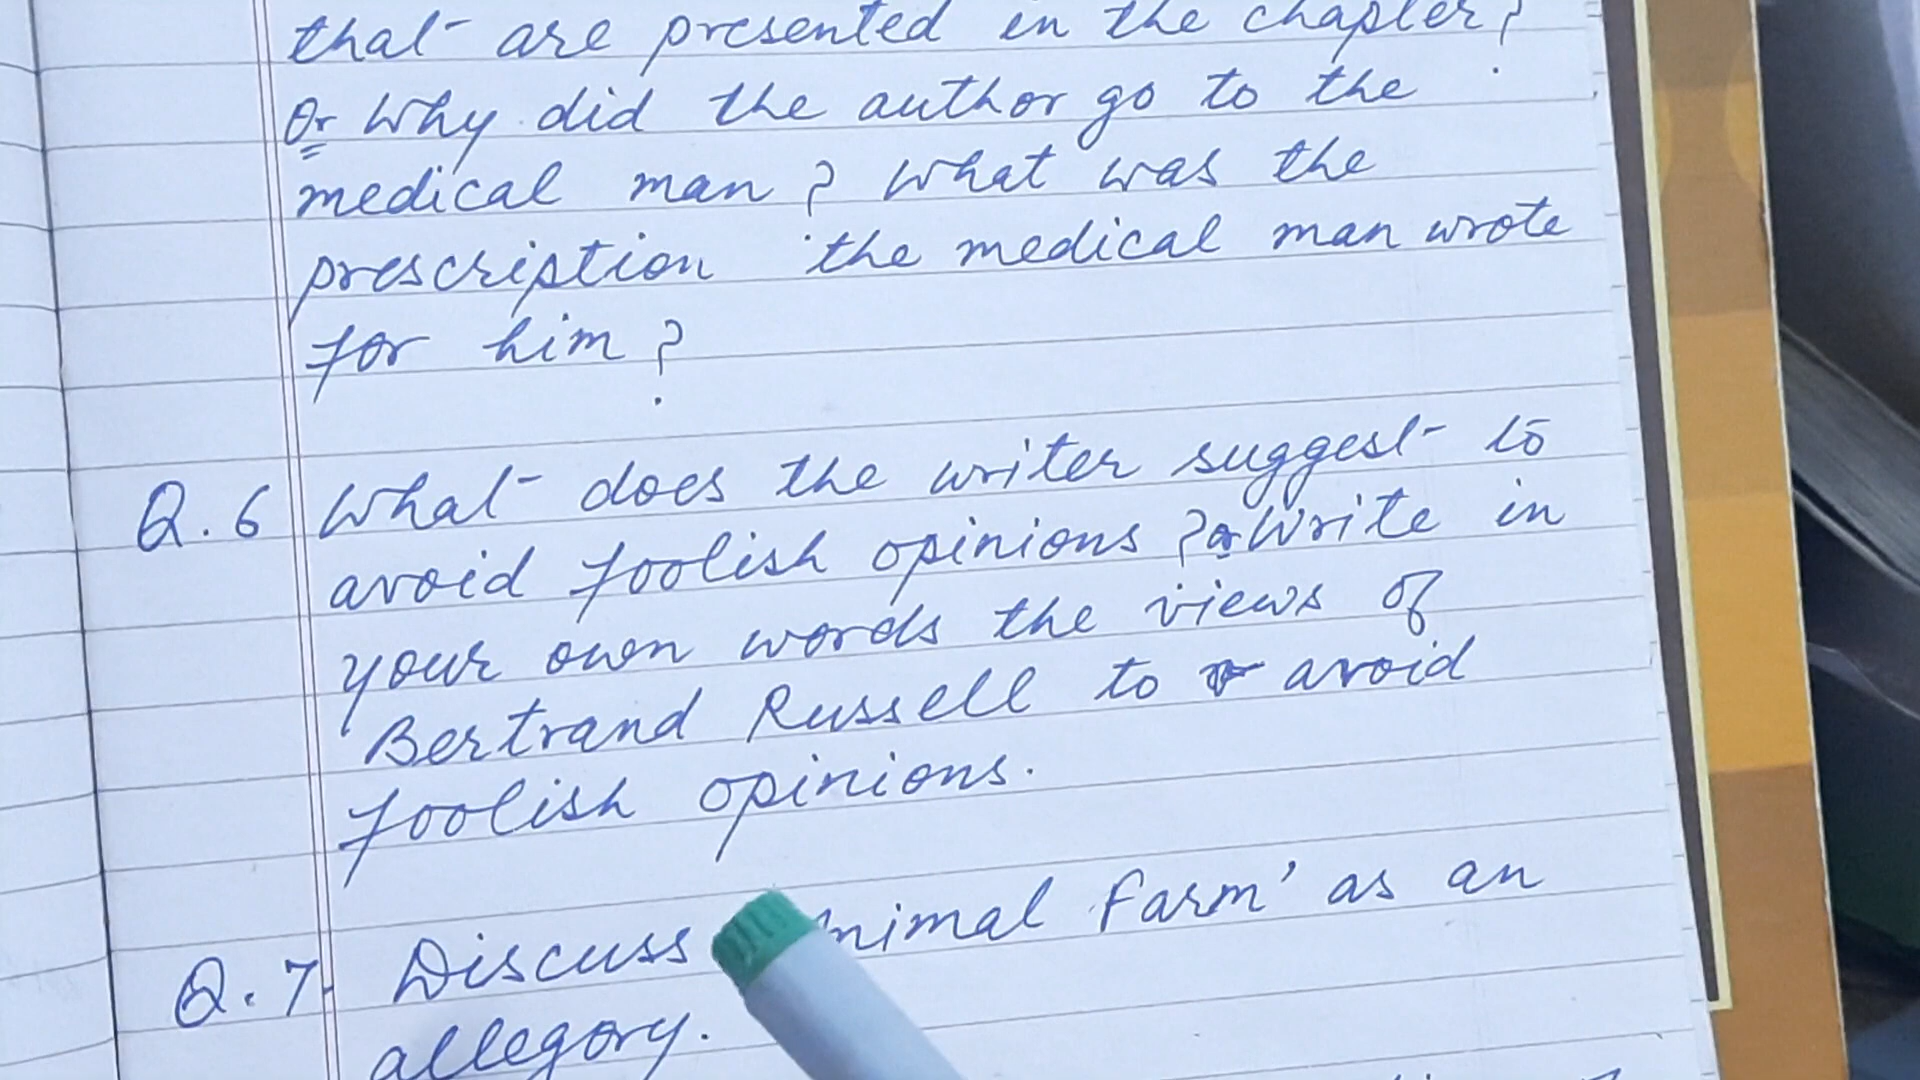 that are presented in the chapter?
Or Why did the author go to the
medical man? What was the
prescription the medical man wrote
for him?
Q. 6 What does the writer suggest to
avoid foolish opinions? or Write in
your own words the views of
Bertrand Russell to avoid
foolish opinions.
Q. 7. Discuss nimal Farm' as an
allegory.